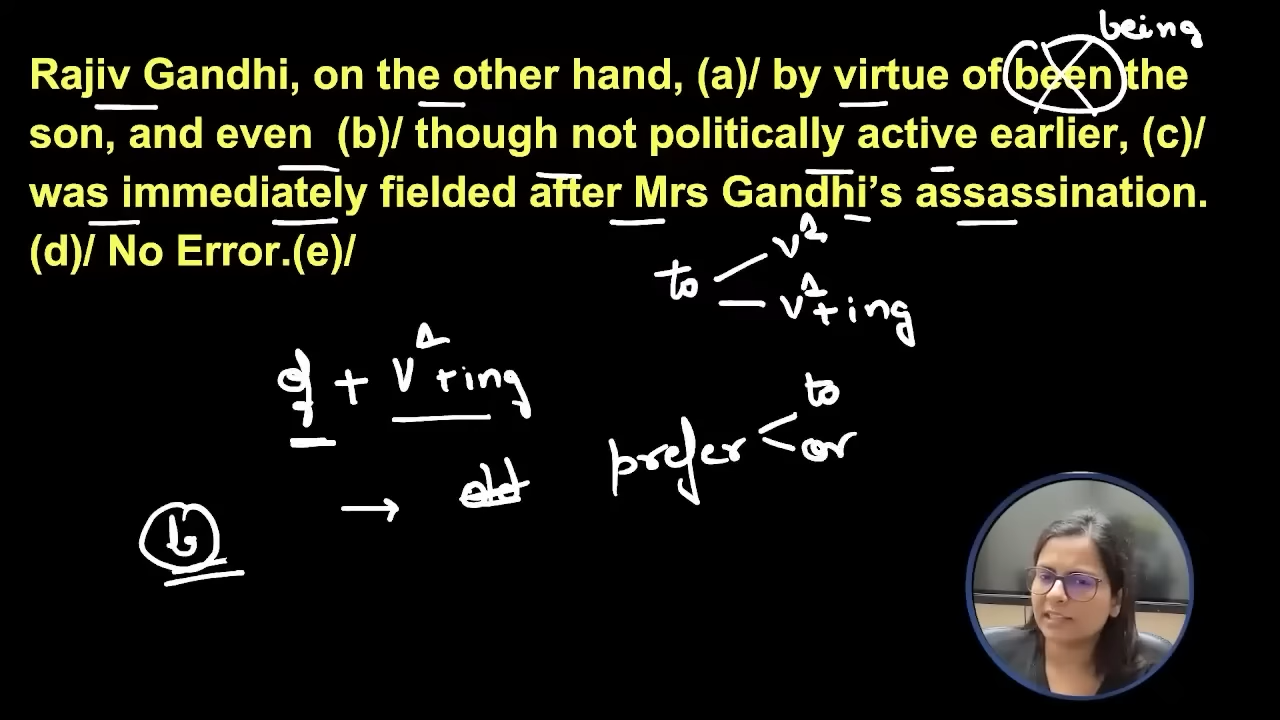 being
Rajiv Gandhi, on the other hand, (a)/ by virtue of been the
son, and even (b)/ though not politically active earlier, (c)/
was immediately fielded after Mrs Gandhi’s assassination.
(d)/ No Error.(e)/
to V1
V1+ing
of + V1+ing
prefer to
or
→
b